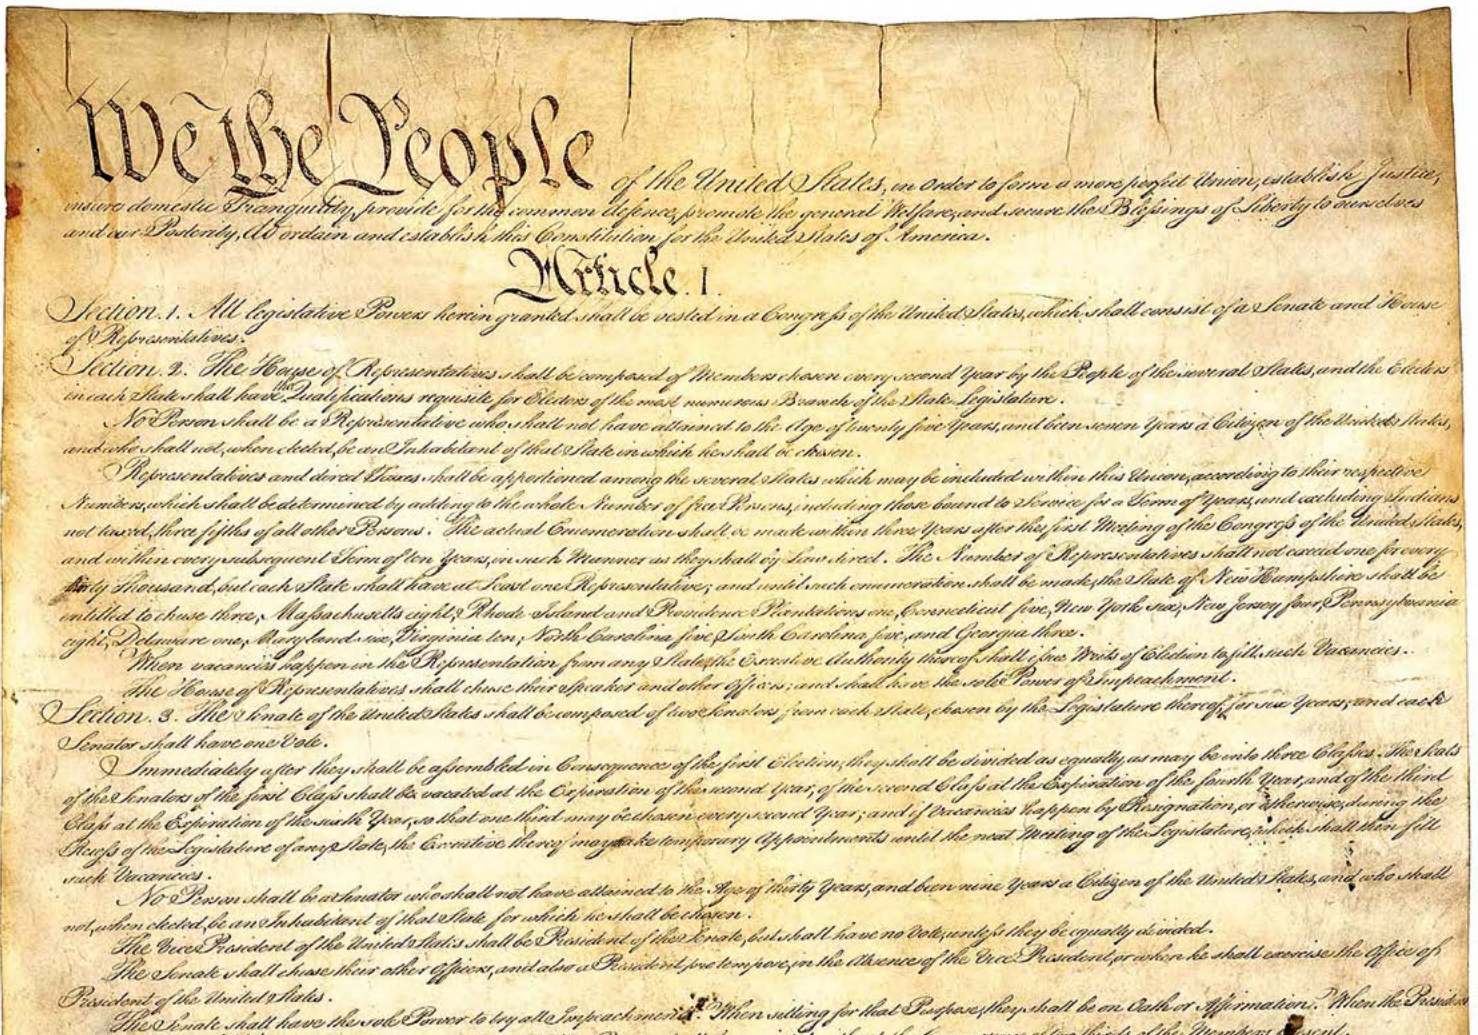 We the People of the United States, in Order to form a more perfect Union, establish Justice,
insure domestic Tranquility, provide for the common defence, promote the general Welfare, and secure the Blessings of Liberty to ourselves
and our Posterity, do ordain and establish this Constitution for the United States of America.
Article. I.
Section. 1. All legislative Powers herein granted shall be vested in a Congress of the United States, which shall consist of a Senate and House
of Representatives.
Section. 2. The House of Representatives shall be composed of Members chosen every second Year by the People of the several States, and the Electors
in each State shall have the Qualifications requisite for Electors of the most numerous Branch of the State Legislature.
No Person shall be a Representative who shall not have attained to the Age of twenty five Years, and been seven Years a Citizen of the United States,
and who shall not, when elected, be an Inhabitant of that State in which he shall be chosen.
Representatives and direct Taxes shall be apportioned among the several States which may be included within this Union, according to their respective
Numbers, which shall be determined by adding to the whole Number of free Persons, including those bound to Service for a Term of Years, and excluding Indians
not taxed, three fifths of all other Persons. The actual Enumeration shall be made within three Years after the first Meeting of the Congress of the United States,
and within every subsequent Term of ten Years, in such Manner as they shall by Law direct. The Number of Representatives shall not exceed one for every
thirty Thousand, but each State shall have at Least one Representative; and until such enumeration shall be made, the State of New Hampshire shall be
entitled to chuse three, Massachusetts eight, Rhode Island and Providence Plantations one, Connecticut five, New York six, New Jersey four, Pennsylvania
eight, Delaware one, Maryland six, Virginia ten, North Carolina five, South Carolina five, and Georgia three.
When vacancies happen in the Representation from any State, the Executive Authority thereof shall issue Writs of Election to fill such Vacancies.
The House of Representatives shall chuse their Speaker and other Officers; and shall have the sole Power of Impeachment.
Section. 3. The Senate of the United States shall be composed of two Senators from each State, chosen by the Legislature thereof, for six Years; and each
Senator shall have one Vote.
Immediately after they shall be assembled in Consequence of the first Election, they shall be divided as equally as may be into three Classes. The Seats
of the Senators of the first Class shall be vacated at the Expiration of the second Year, of the second Class at the Expiration of the fourth Year, and of the third
Class at the Expiration of the sixth Year, so that one third may be chosen every second Year; and if Vacancies happen by Resignation, or otherwise, during the
Recess of the Legislature of any State, the Executive thereof may make temporary Appointments until the next Meeting of the Legislature, which shall then fill
such Vacancies.
No Person shall be a Senator who shall not have attained to the Age of thirty Years, and been nine Years a Citizen of the United States, and who shall
not, when elected, be an Inhabitant of that State for which he shall be chosen.
The Vice President of the United States shall be President of the Senate, but shall have no Vote, unless they be equally divided.
The Senate shall chuse their other Officers, and also a President pro tempore, in the Absence of the Vice President, or when he shall exercise the Office of
President of the United States.
The Senate shall have the sole Power to try all Impeachments. When sitting for that Purpose, they shall be on Oath or Affirmation. When the President
two thirds of the Members present.